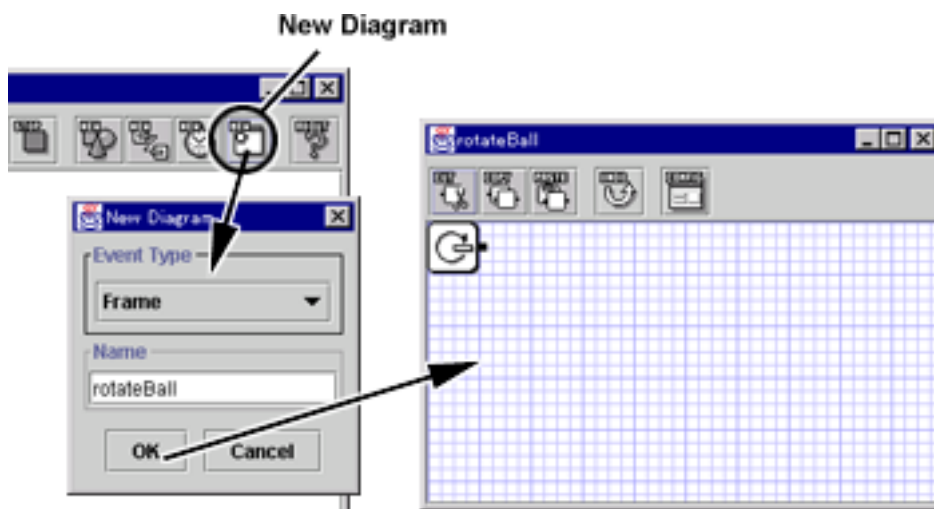 New Diagram
rotateBall
New Diagram
Event Type
Frame
Name
rotateBall
OK
Cancel